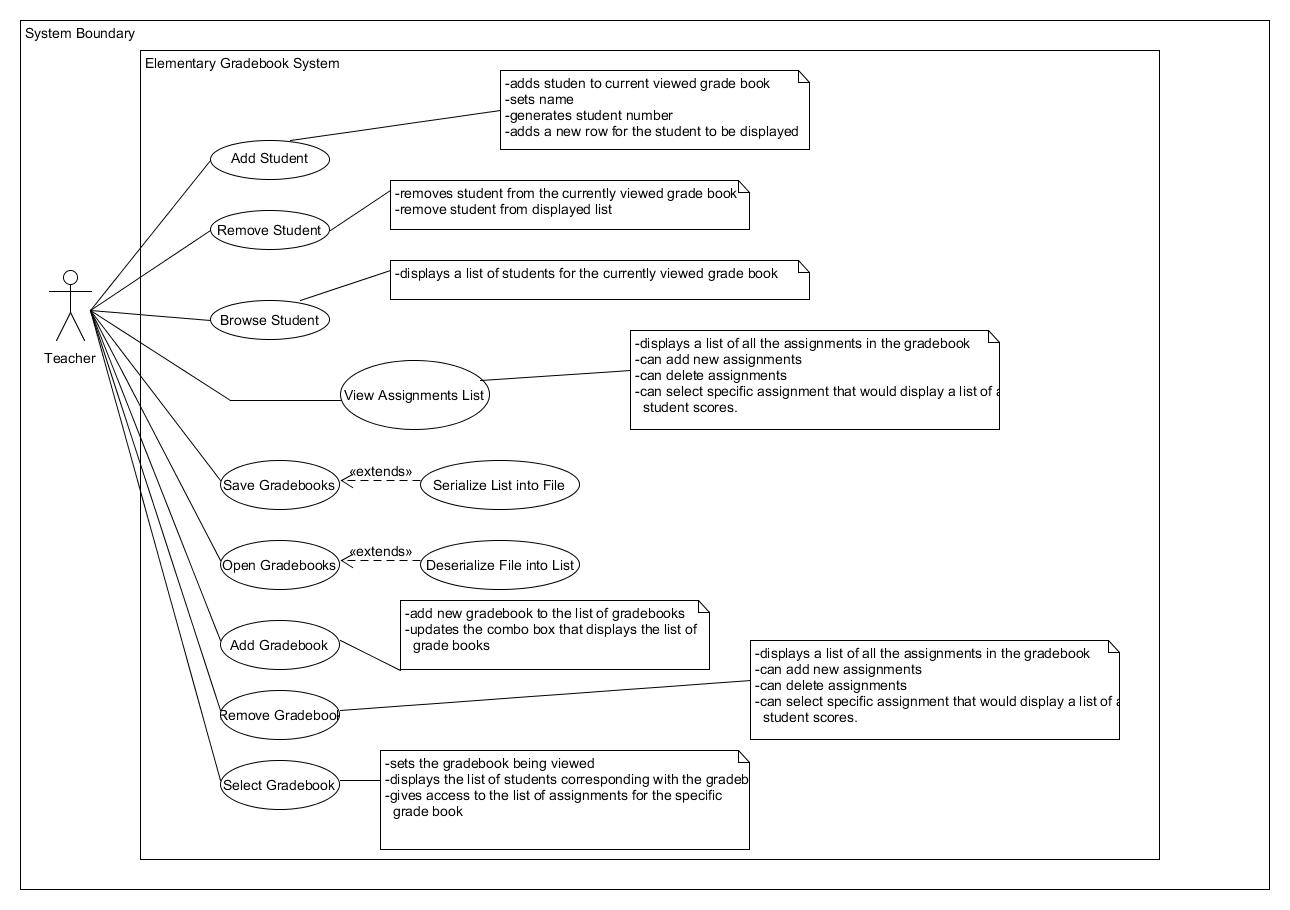 System Boundary
Elementary Gradebook System
-adds studen to current viewed grade book
-sets name
-generates student number
-adds a new row for the student to be displayed
Add Student
-removes student from the currently viewed grade book
-remove student from displayed list
Remove Student
-displays a list of students for the currently viewed grade book
Browse Student
Teacher
-displays a list of all the assignments in the gradebook
-can add new assignments
-can delete assignments
-can select specific assignment that would display a list of
student scores.
View Assignments List
Save Gradebooks
«extends»
Serialize List into File
Open Gradebooks
«extends»
Deserialize File into List
-add new gradebook to the list of gradebooks
-updates the combo box that displays the list of
grade books
Add Gradebook
-displays a list of all the assignments in the gradebook
-can add new assignments
-can delete assignments
-can select specific assignment that would display a list of
student scores.
Remove Gradebook
-sets the gradebook being viewed
-displays the list of students corresponding with the gradeb
-gives access to the list of assignments for the specific
grade book
Select Gradebook